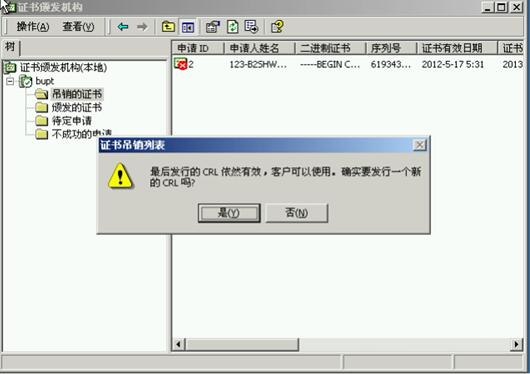 证书颁发机构
操作(A) 查看(V)
树
申请 ID 申请人姓名 二进制证书 序列号 证书有效日期 证书
证书颁发机构(本地)
2 123-B2SHW... -----BEGIN C... 619343... 2012-5-17 5:31 2013
bupt
吊销的证书
颁发的证书
待定申请
不成功的申请
证书吊销列表
最后发行的 CRL 依然有效，客户可以使用。确实要发行一个新
的 CRL 吗?
是(Y) 否(N)